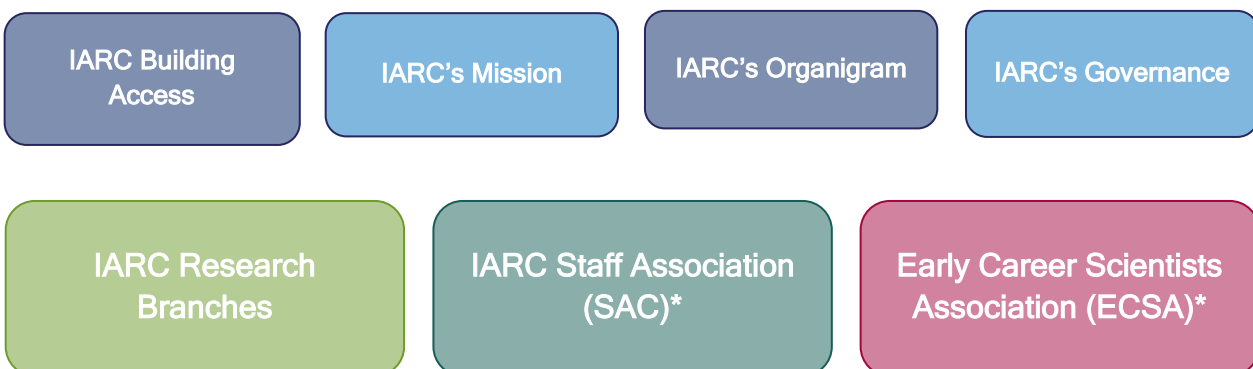 IARC Building
Access
IARC's Mission
IARC's Organigram
IARC's Governance
IARC Research
Branches
IARC Staff Association
(SAC)*
Early Career Scientists
Association (ECSA)*